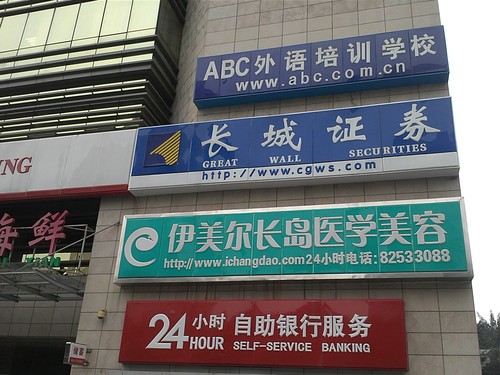 ABC外语培训学校
www.abc.com.cn
长城证券
GREAT WALL SECURITIES
http://www.cgws.com
NG
海鲜
伊美尔长岛医学美容
http://www.ichangdao.com24小时电话:82533088
24小时 自助银行服务
HOUR SELF-SERVICE BANKING